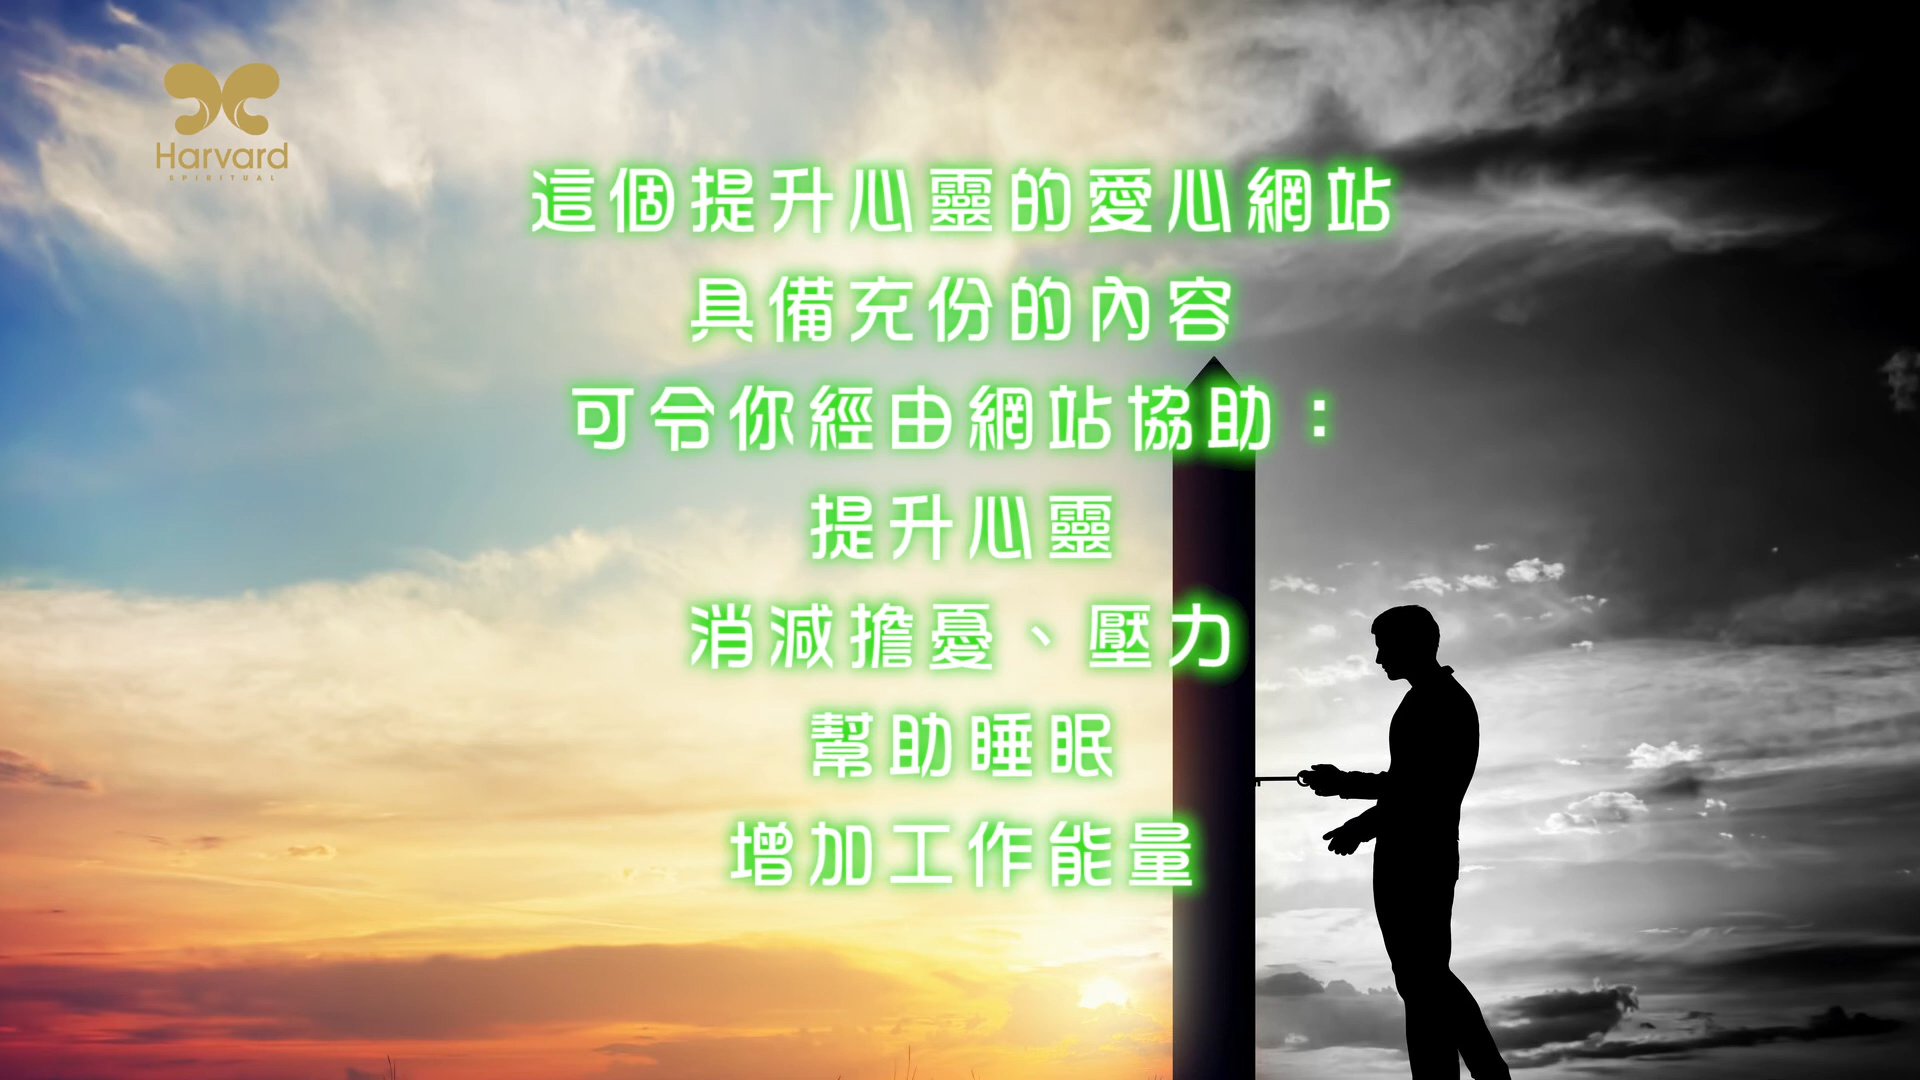 Harvard
SPIRITUAL
這個提升心靈的愛心網站
具備充份的內容
可令你經由網站協助：
提升心靈
消減擔憂、壓力
幫助睡眠
增加工作能量